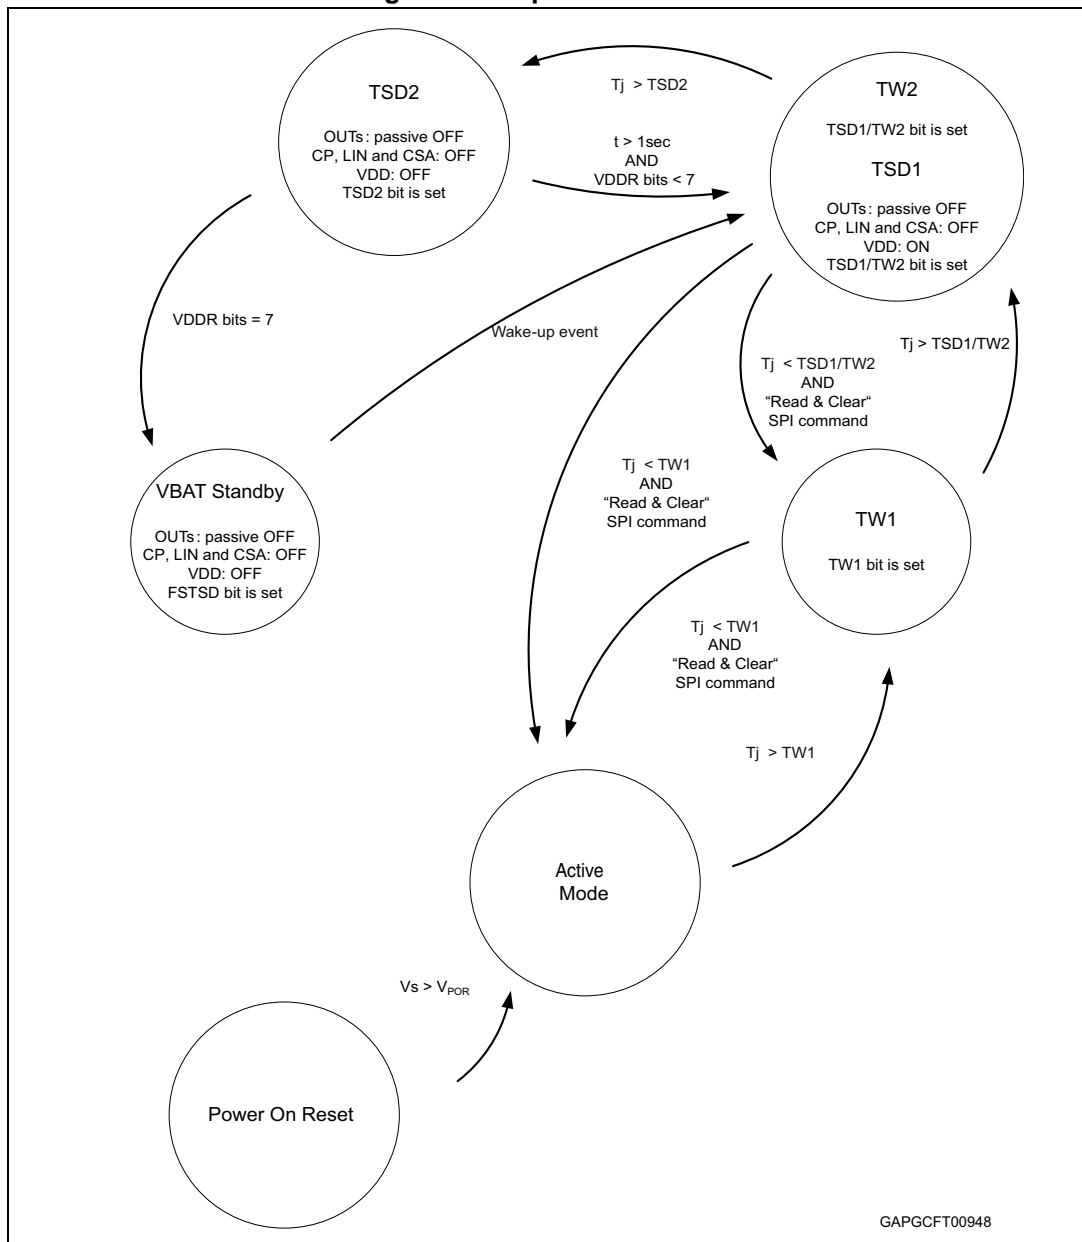 TSD2
OUTs: passive OFF
CP, LIN and CSA: OFF
VDD: OFF
TSD2 bit is set
Tj > TSD2
t > 1sec
AND
VDDR bits < 7
TW2
TSD1/TW2 bit is set
TSD1
OUTs: passive OFF
CP, LIN and CSA: OFF
VDD: ON
TSD1/TW2 bit is set
VDDR bits = 7
Wake-up event
Tj > TSD1/TW2
Tj < TSD1/TW2
AND
“Read & Clear“
SPI command
VBAT Standby
OUTs: passive OFF
CP, LIN and CSA: OFF
VDD: OFF
FSTSD bit is set
Tj < TW1
AND
“Read & Clear“
SPI command
TW1
TW1 bit is set
Tj < TW1
AND
“Read & Clear“
SPI command
Tj > TW1
Active
Mode
Vs > VPOR
Power On Reset
GAPGCFT00948